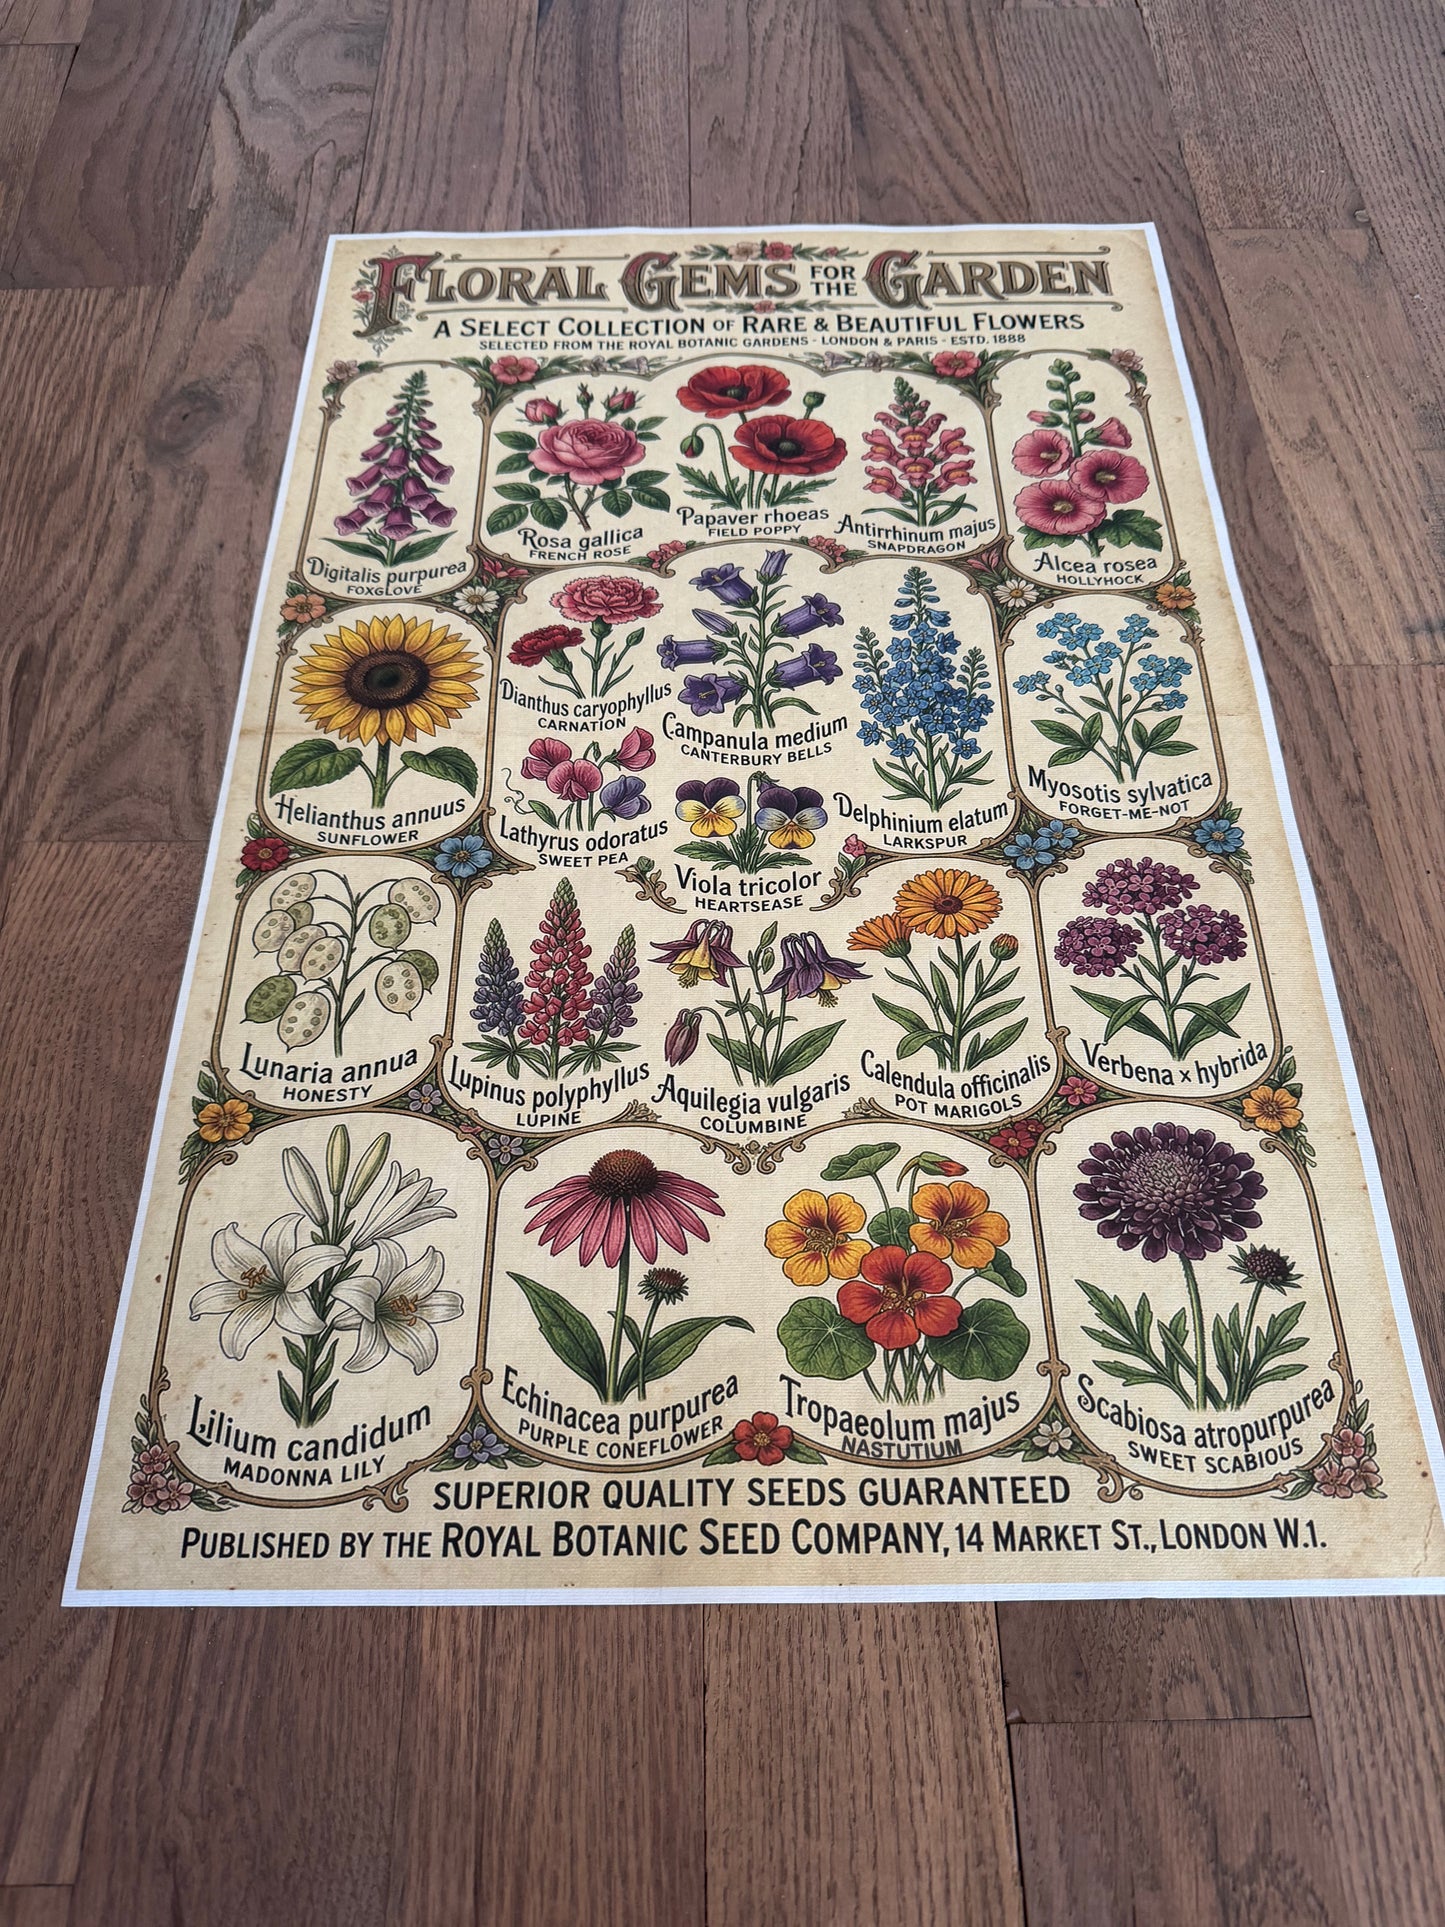 FLORAL GEMS FOR THE GARDEN
A SELECT COLLECTION OF RARE & BEAUTIFUL FLOWERS
SELECTED FROM THE ROYAL BOTANIC GARDENS - LONDON & PARIS - ESTD. 1888
Digitalis purpurea
FOXGLOVE
Rosa gallica
FRENCH ROSE
Papaver rhoeas
FIELD POPPY
Antirrhinum majus
SNAPDRAGON
Alcea rosea
HOLLYHOCK
Helianthus annuus
SUNFLOWER
Dianthus caryophyllus
CARNATION
Campanula medium
CANTERBURY BELLS
Lathyrus odoratus
SWEET PEA
Viola tricolor
HEARTSEASE
Delphinium elatum
LARKSPUR
Myosotis sylvatica
FORGET-ME-NOT
Lunaria annua
HONESTY
Lupinus polyphyllus
LUPINE
Aquilegia vulgaris
COLUMBINE
Calendula officinalis
POT MARIGOLS
Verbena × hybrida
Lilium candidum
MADONNA LILY
Echinacea purpurea
PURPLE CONEFLOWER
Tropaeolum majus
NASTUTIUM
Scabiosa atropurpurea
SWEET SCABIOUS
SUPERIOR QUALITY SEEDS GUARANTEED
PUBLISHED BY THE ROYAL BOTANIC SEED COMPANY, 14 MARKET ST., LONDON W.1.